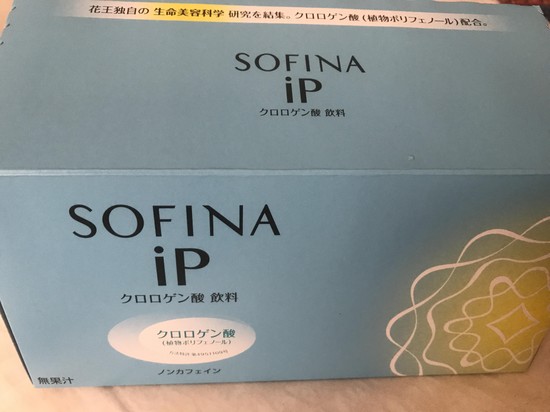 花王独自の 生命美容科学 研究を結集。クロロゲン酸(植物ポリフェノール)配合。
SOFINA
iP
クロロゲン酸 飲料
SOFINA
iP
クロロゲン酸 飲料
クロロゲン酸
(植物ポリフェノール)
ノンカフェイン
無果汁